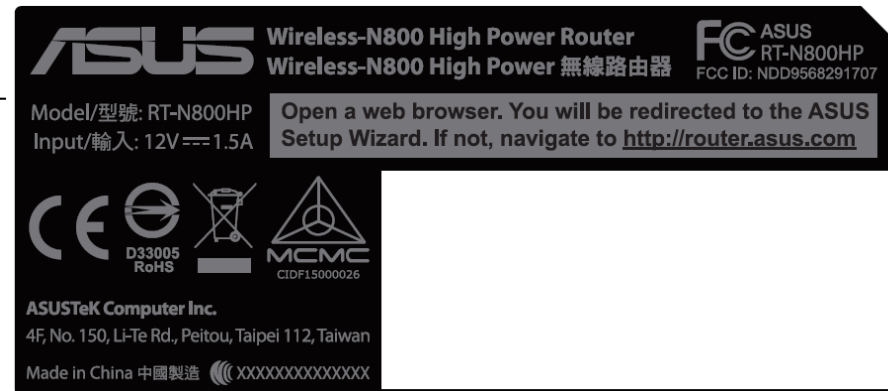 ASUS
Wireless-N800 High Power Router
Wireless-N800 High Power 無線路由器
FC ASUS
RT-N800HP
FCC ID: NDD9568291707
Model/型號: RT-N800HP
Input/輸入: 12V⎓1.5A
Open a web browser. You will be redirected to the ASUS
Setup Wizard. If not, navigate to http://router.asus.com
CE
D33005
RoHS
MCMC
CIDF15000026
ASUSTeK Computer Inc.
4F, No. 150, Li-Te Rd., Peitou, Taipei 112, Taiwan
Made in China 中國製造 XXXXXXXXXXXXXX